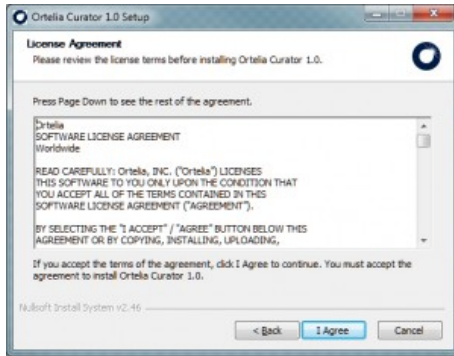 Ortelia Curator 1.0 Setup
License Agreement
Please review the license terms before installing Ortelia Curator 1.0.
Press Page Down to see the rest of the agreement.
Ortelia
SOFTWARE LICENSE AGREEMENT
Worldwide
READ CAREFULLY: Ortelia, INC. ("Ortelia") LICENSES
THIS SOFTWARE TO YOU ONLY UPON THE CONDITION THAT
YOU ACCEPT ALL OF THE TERMS CONTAINED IN THIS
SOFTWARE LICENSE AGREEMENT ("AGREEMENT").
BY SELECTING THE "I ACCEPT" / "AGREE" BUTTON BELOW THIS
AGREEMENT OR BY COPYING, INSTALLING, UPLOADING,
If you accept the terms of the agreement, click I Agree to continue. You must accept the
agreement to install Ortelia Curator 1.0.
Nullsoft Install System v2.46
< Back
I Agree
Cancel